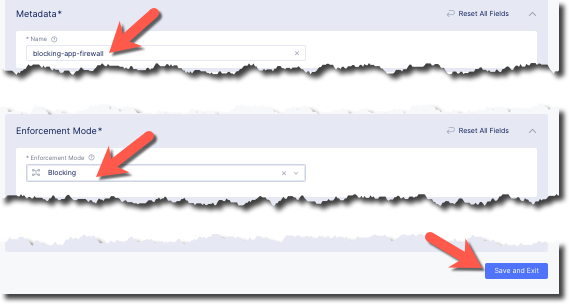 Metadata*
Reset All Fields
* Name
blocking-app-firewall
Enforcement Mode*
Reset All Fields
* Enforcement Mode
Blocking
Save and Exit